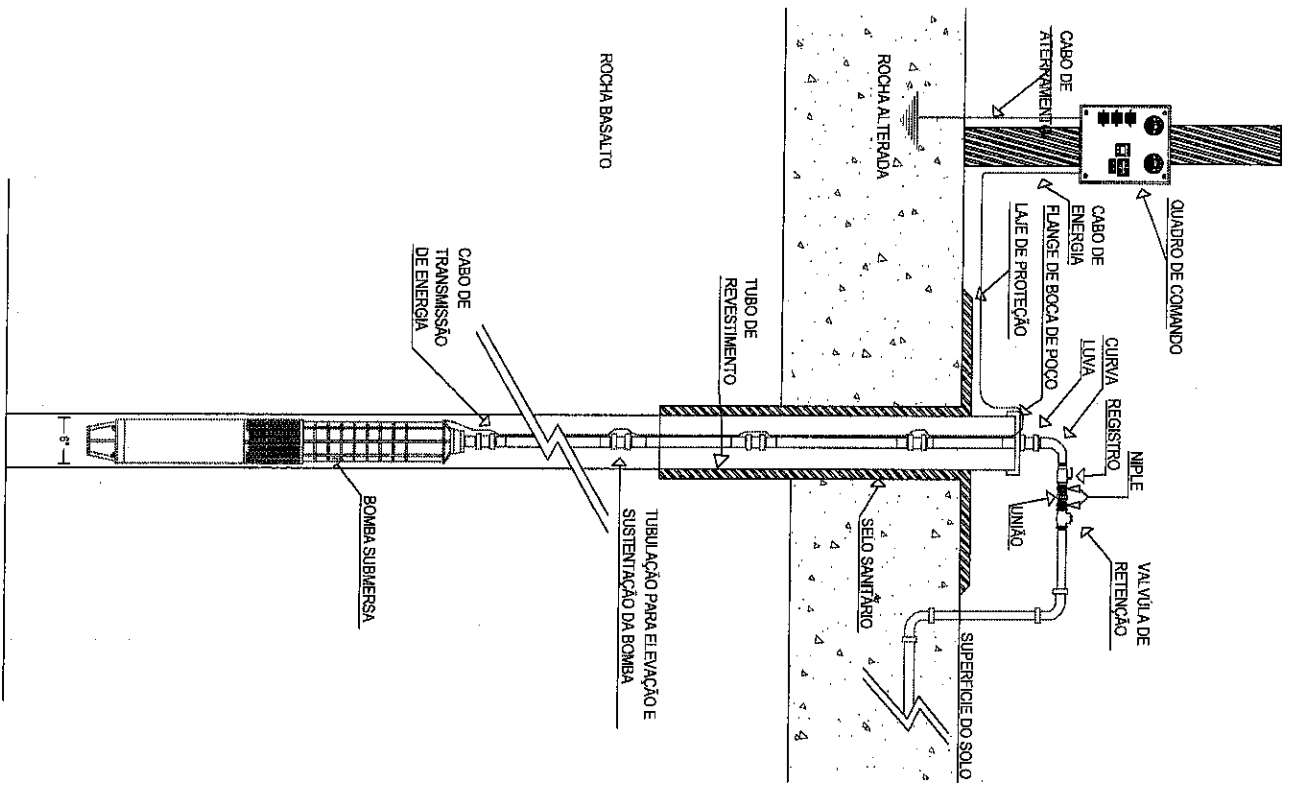 QUADRO DE COMANDO
CABO DE
ATERRAMENTO
CABO DE
ENERGIA
FLANGE DE BOCA DE POÇO
LAJE DE PROTEÇÃO
NIPLE
REGISTRO
CURVA
LUVA
UNIÃO
VALVÚLA DE
RETENÇÃO
SUPERFICIE DO SOLO
ROCHA ALTERADA
SELO SANITÁRIO
TUBO DE
REVESTIMENTO
ROCHA BASALTO
TUBULAÇÃO PARA ELEVAÇÃO E
SUSTENTAÇÃO DA BOMBA
CABO DE
TRANSMISSÃO
DE ENERGIA
BOMBA SUBMERSA
6"